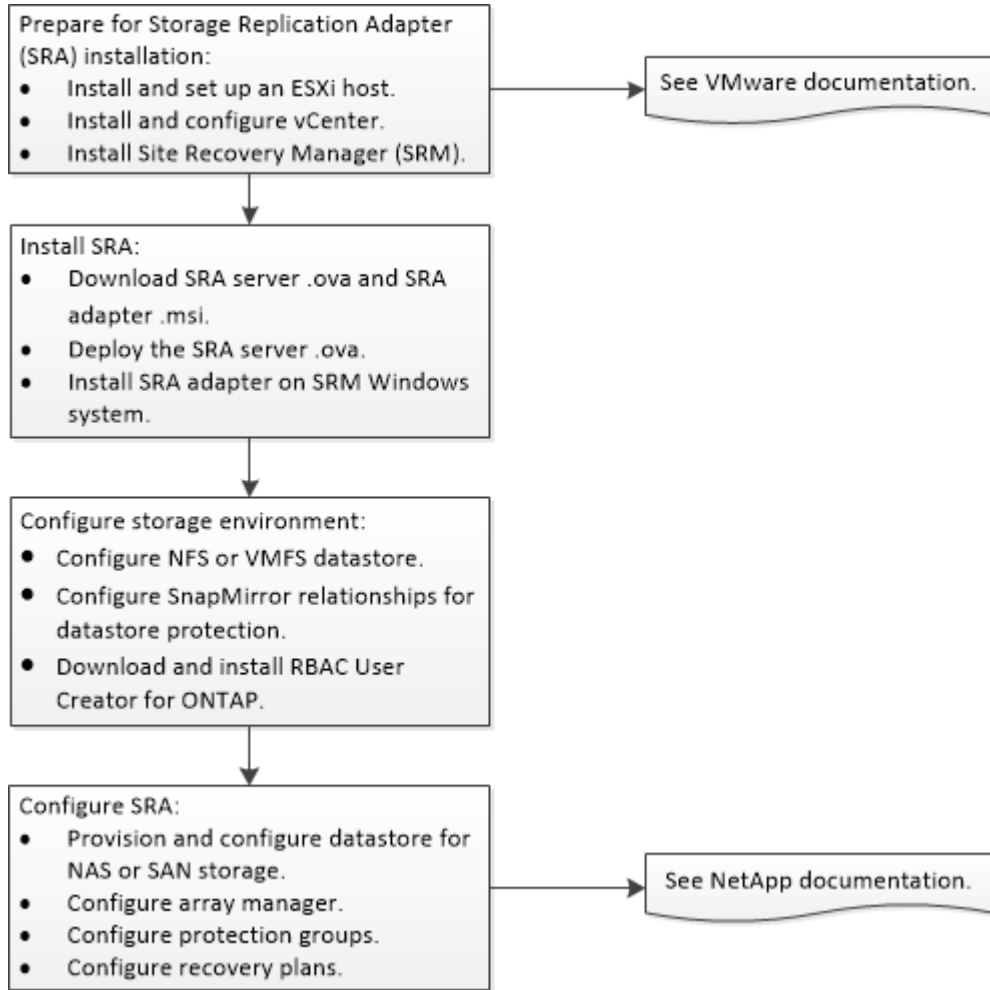 Prepare for Storage Replication Adapter
(SRA) installation:
• Install and set up an ESXi host.
• Install and configure vCenter.
• Install Site Recovery Manager (SRM).
See VMware documentation.
Install SRA:
• Download SRA server .ova and SRA
adapter .msi.
• Deploy the SRA server .ova.
• Install SRA adapter on SRM Windows
system.
Configure storage environment:
• Configure NFS or VMFS datastore.
• Configure SnapMirror relationships for
datastore protection.
• Download and install RBAC User
Creator for ONTAP.
Configure SRA:
• Provision and configure datastore for
NAS or SAN storage.
• Configure array manager.
• Configure protection groups.
• Configure recovery plans.
See NetApp documentation.